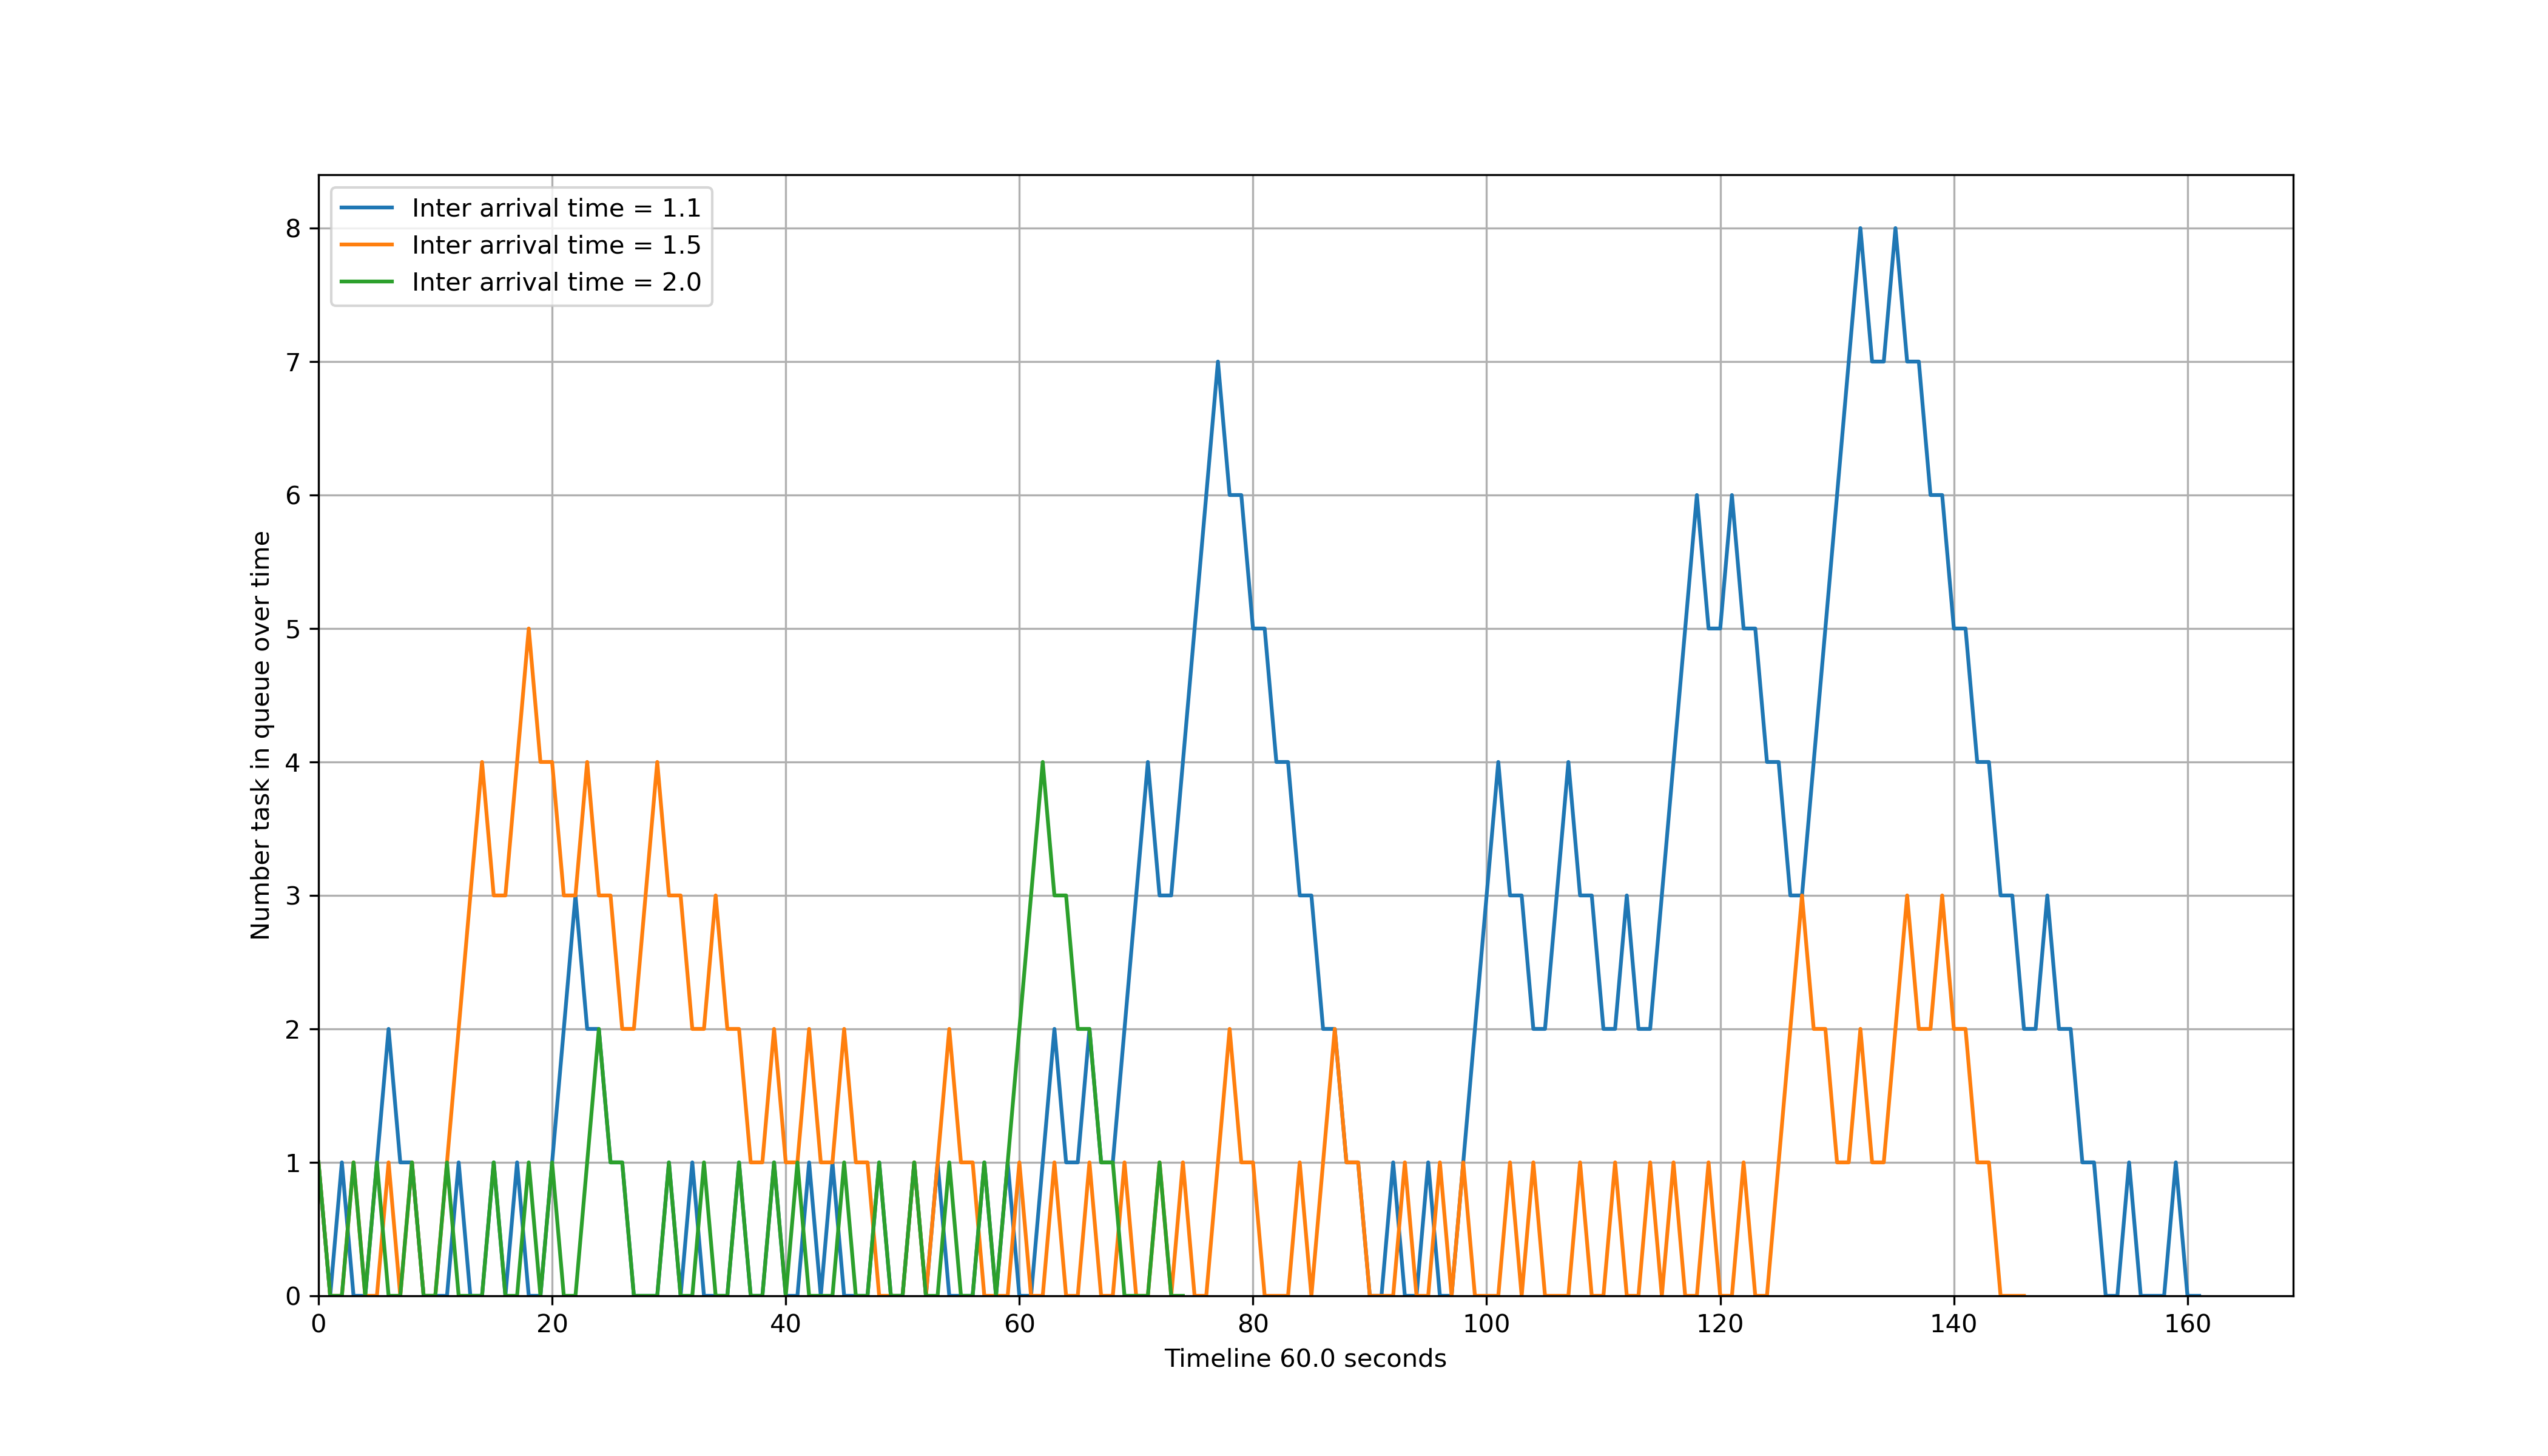 Inter arrival time = 1.1
Inter arrival time = 1.5
Inter arrival time = 2.0
8
7
6
5
4
3
2
1
0
Number task in queue over time
0 20 40 60 80 100 120 140 160
Timeline 60.0 seconds